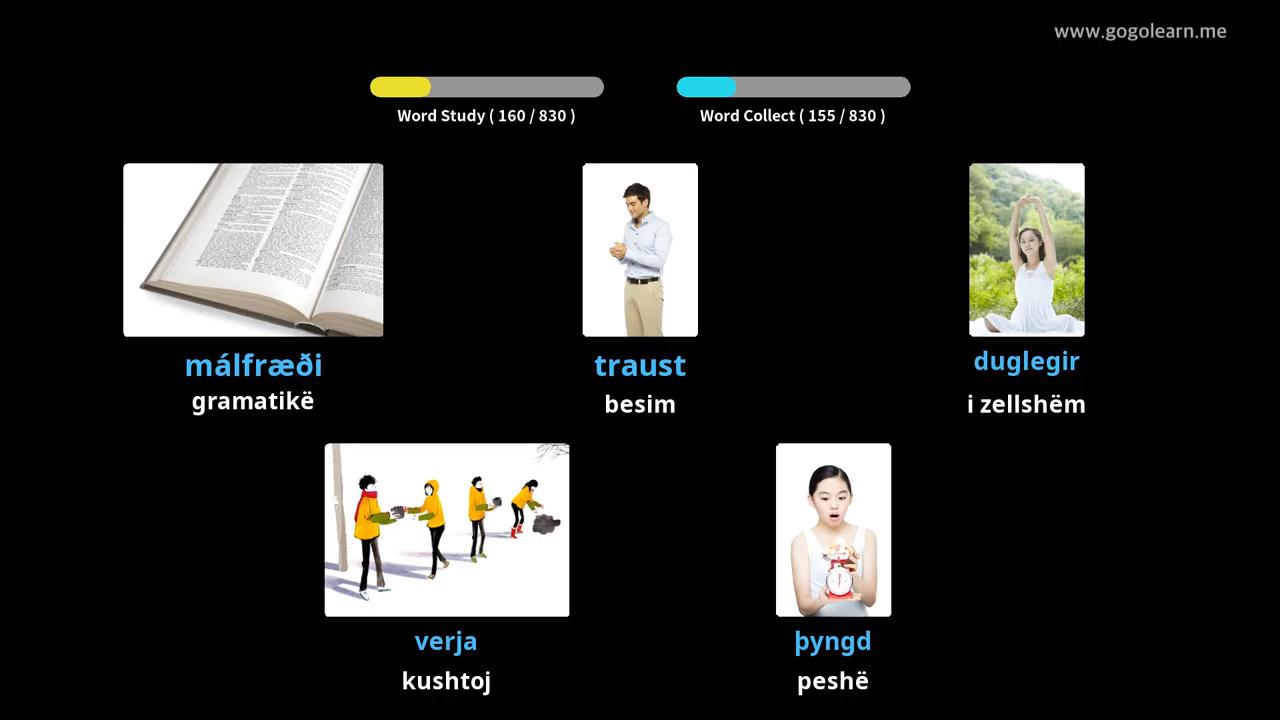 www.gogolearn.me
Word Study ( 160 / 830 )
Word Collect ( 155 / 830 )
málfræði
gramatikë
traust
besim
duglegir
i zellshëm
verja
kushtoj
þyngd
peshë